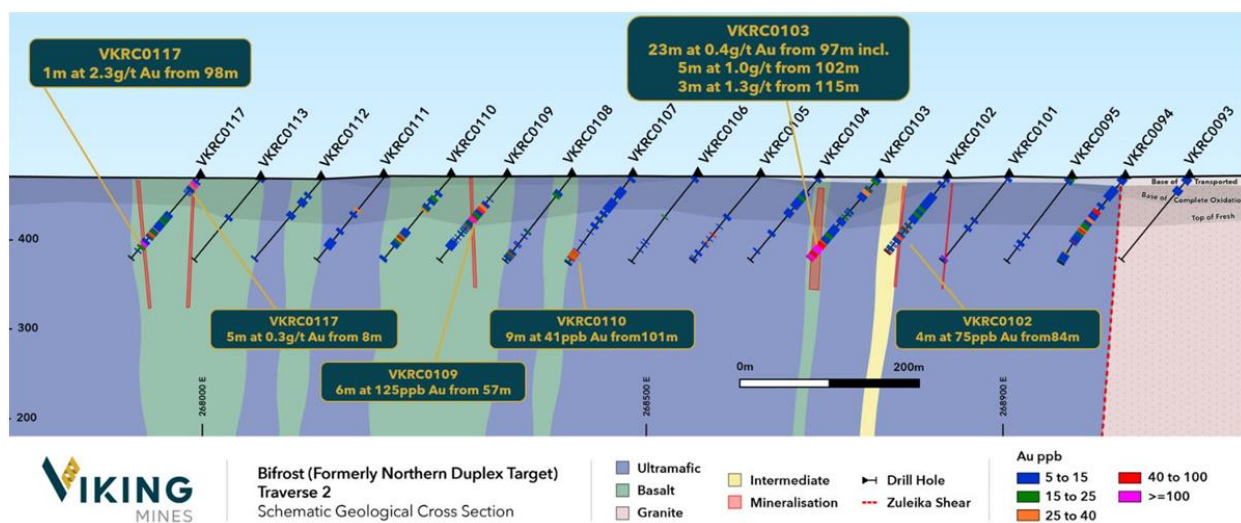 VKRC0117
1m at 2.3g/t Au from 98m
VKRC0103
23m at 0.4g/t Au from 97m incl.
5m at 1.0g/t from 102m
3m at 1.3g/t from 115m
VKRC0117
VKRC0113
VKRC0112
VKRC0111
VKRC0110
VKRC0109
VKRC0108
VKRC0107
VKRC0106
VKRC0105
VKRC0104
VKRC0103
VKRC0102
VKRC0101
VKRC0095
VKRC0094
VKRC0093
Base of Transported
Base of Complete Oxidation
Top of Fresh
400
300
200
VKRC0117
5m at 0.3g/t Au from 8m
VKRC0110
9m at 41ppb Au from101m
VKRC0102
4m at 75ppb Au from84m
VKRC0109
6m at 125ppb Au from 57m
0m
200m
268000 E
268500 E
268900 E
VIKING
MINES
Bifrost (Formerly Northern Duplex Target)
Traverse 2
Schematic Geological Cross Section
Ultramafic
Basalt
Granite
Intermediate
Mineralisation
Drill Hole
Zuleika Shear
Au ppb
5 to 15
15 to 25
25 to 40
40 to 100
>=100